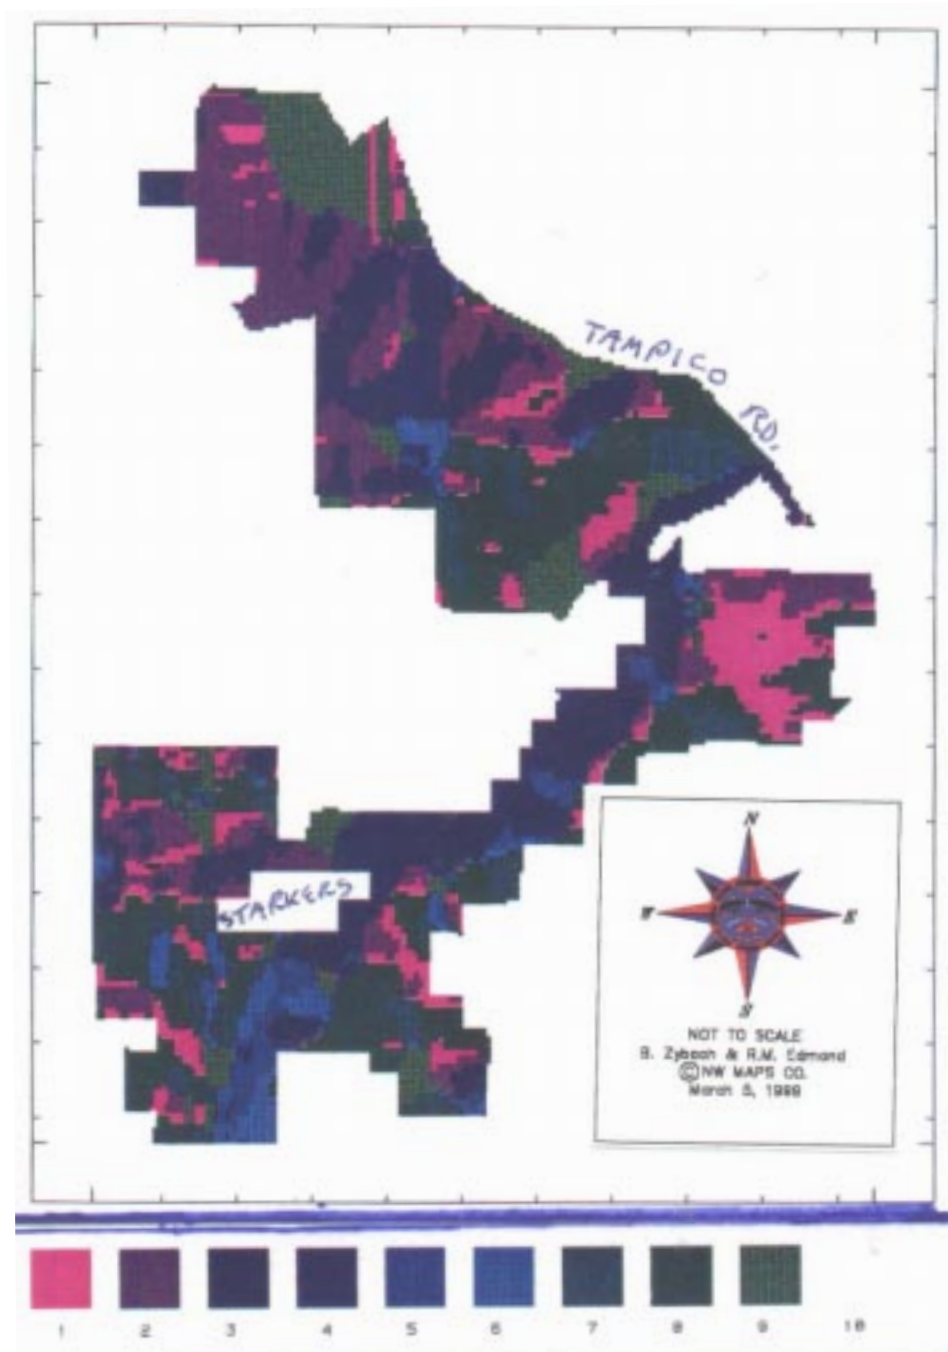 TAMPICO
RD.
STARKERS
N
W
E
S
NOT TO SCALE
B. Zybach & R.M. Edmond
©NW MAPS CO.
March 5, 1999
1 2 3 4 5 6 7 8 9 10